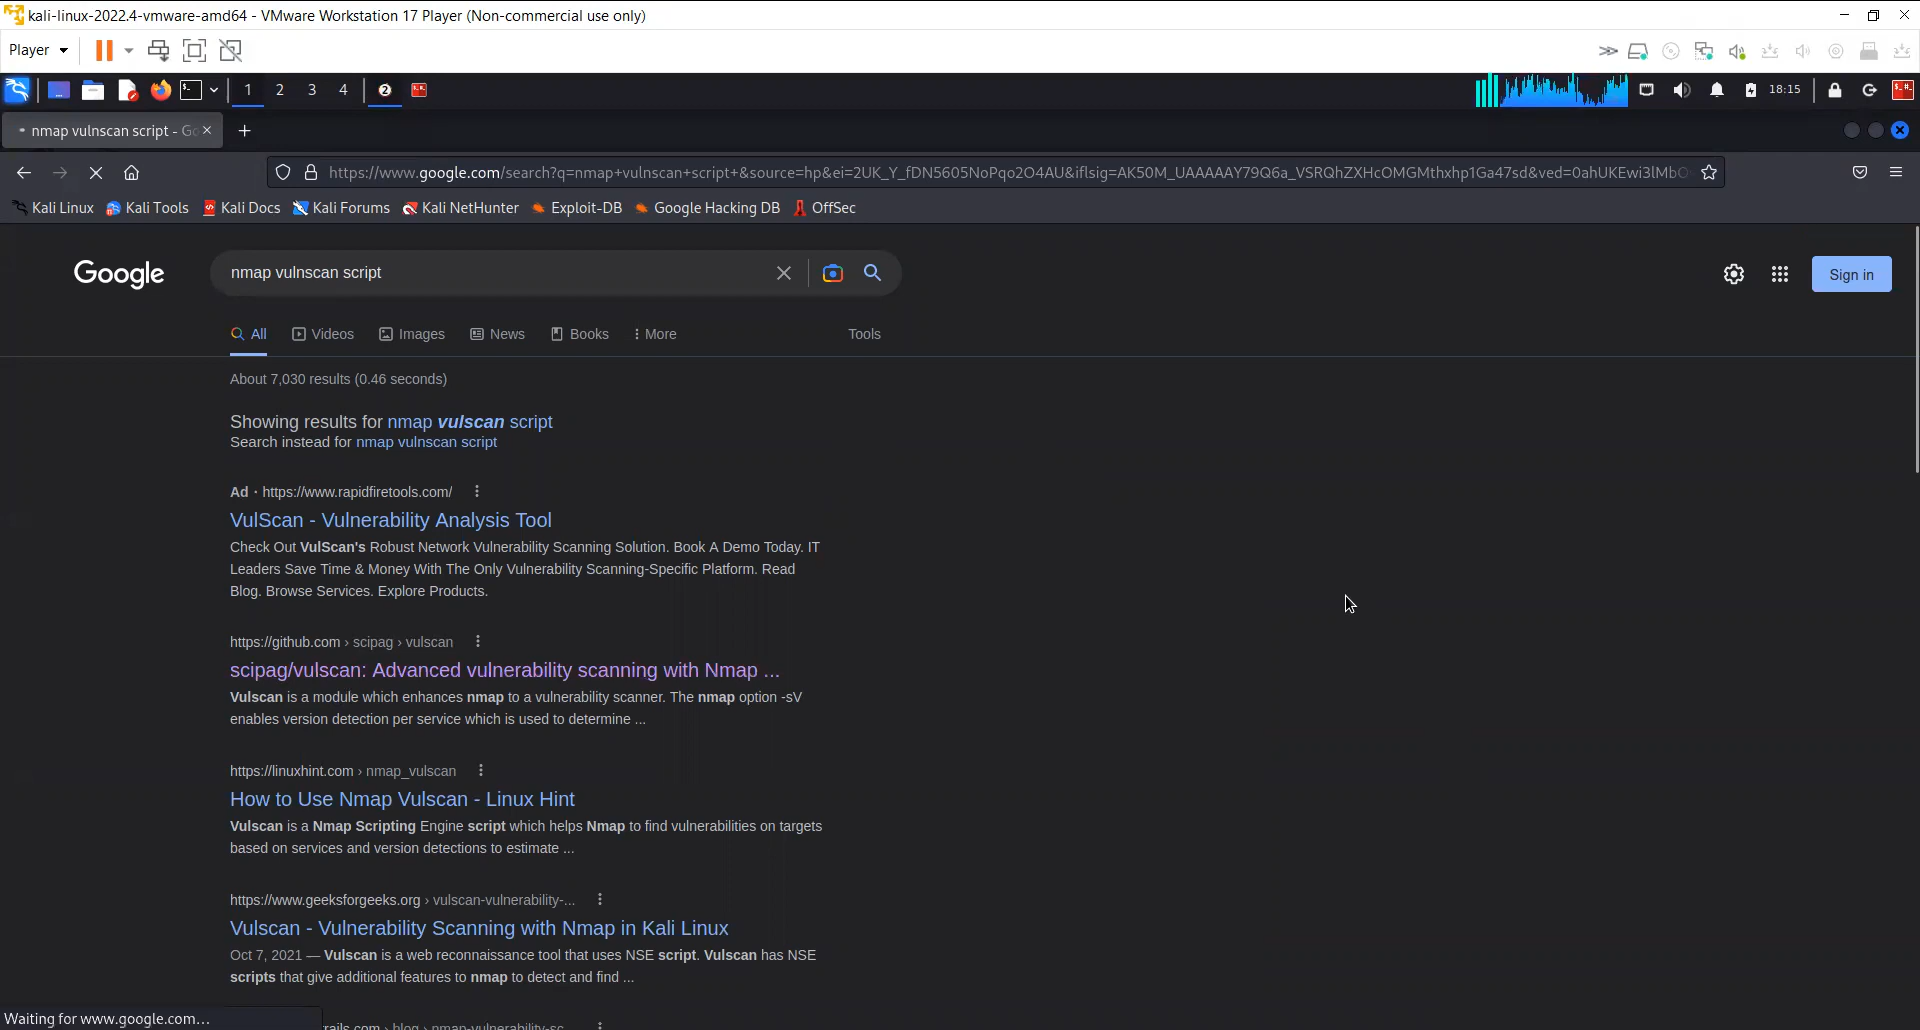 kali-linux-2022.4-vmware-amd64 - VMware Workstation 17 Player (Non-commercial use only)
Player
1 2 3 4 18:15
nmap vulnscan script - Go
https://www.google.com/search?q=nmap+vulnscan+script+&source=hp&ei=2UK_Y_fDN5605NoPqo2O4AU&iflsig=AK50M_UAAAAAY79Q6a_VSRQhZXHcOMGMthxhp1Ga47sd&ved=0ahUKEwi3lMbO
Kali Linux Kali Tools Kali Docs Kali Forums Kali NetHunter Exploit-DB Google Hacking DB OffSec
Google nmap vulnscan script Sign in
All Videos Images News Books More Tools
About 7,030 results (0.46 seconds)
Showing results for nmap vulscan script
Search instead for nmap vulnscan script
Ad · https://www.rapidfiretools.com/
VulScan - Vulnerability Analysis Tool
Check Out VulScan's Robust Network Vulnerability Scanning Solution. Book A Demo Today. IT
Leaders Save Time & Money With The Only Vulnerability Scanning-Specific Platform. Read
Blog. Browse Services. Explore Products.
https://github.com › scipag › vulscan
scipag/vulscan: Advanced vulnerability scanning with Nmap ...
Vulscan is a module which enhances nmap to a vulnerability scanner. The nmap option -sV
enables version detection per service which is used to determine ...
https://linuxhint.com › nmap_vulscan
How to Use Nmap Vulscan - Linux Hint
Vulscan is a Nmap Scripting Engine script which helps Nmap to find vulnerabilities on targets
based on services and version detections to estimate ...
https://www.geeksforgeeks.org › vulscan-vulnerability-...
Vulscan - Vulnerability Scanning with Nmap in Kali Linux
Oct 7, 2021 — Vulscan is a web reconnaissance tool that uses NSE script. Vulscan has NSE
scripts that give additional features to nmap to detect and find ...
Waiting for www.google.com…
rails.com › blog › nmap-vulnerability-sc...